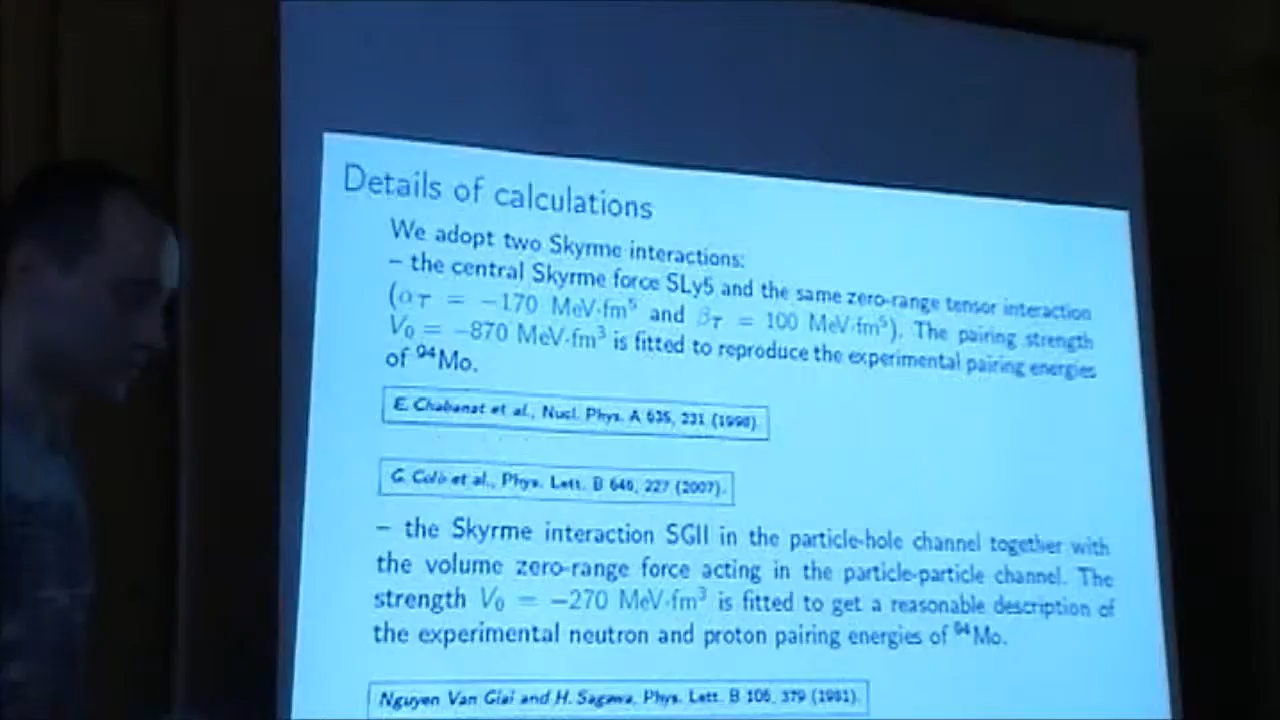 Details of calculations
We adopt two Skyrme interactions:
– the central Skyrme force SLy5 and the same zero-range tensor interaction
(α_T = −170 MeV·fm⁵ and β_T = 100 MeV·fm⁵). The pairing strength
V₀ = −870 MeV·fm³ is fitted to reproduce the experimental pairing energies
of ⁹⁴Mo.
E. Chabanat et al., Nucl. Phys. A 635, 231 (1998).
G. Colò et al., Phys. Lett. B 646, 227 (2007).
– the Skyrme interaction SGII in the particle-hole channel together with
the volume zero-range force acting in the particle-particle channel. The
strength V₀ = −270 MeV·fm³ is fitted to get a reasonable description of
the experimental neutron and proton pairing energies of ⁹⁴Mo.
Nguyen Van Giai and H. Sagawa, Phys. Lett. B 106, 379 (1981).